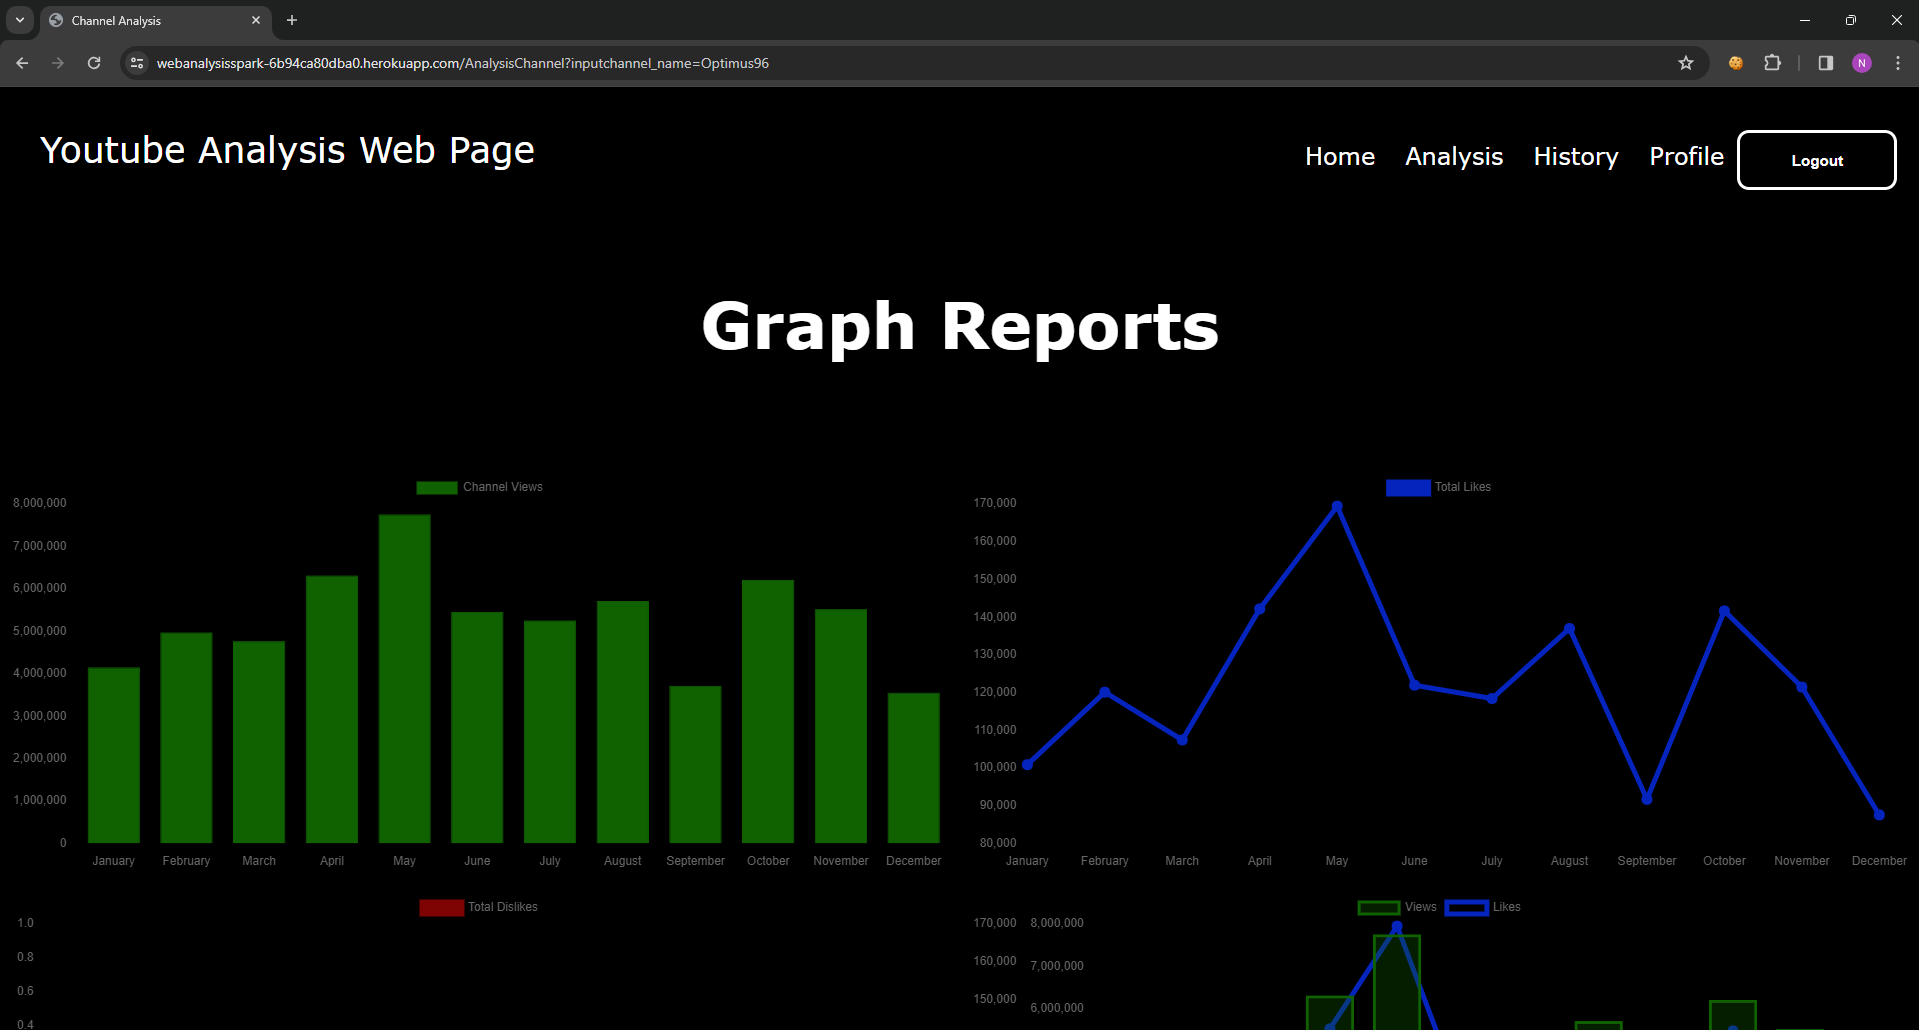 Channel Analysis
webanalysisspark-6b94ca80dba0.herokuapp.com/AnalysisChannel?inputchannel_name=Optimus96
N
Youtube Analysis Web Page
Home Analysis History Profile Logout
Graph Reports
Channel Views
8,000,000
7,000,000
6,000,000
5,000,000
4,000,000
3,000,000
2,000,000
1,000,000
0
January February March April May June July August September October November December
Total Likes
170,000
160,000
150,000
140,000
130,000
120,000
110,000
100,000
90,000
80,000
January February March April May June July August September October November December
Total Dislikes
1.0
0.8
0.6
0.4
Views Likes
170,000 8,000,000
160,000 7,000,000
150,000 6,000,000